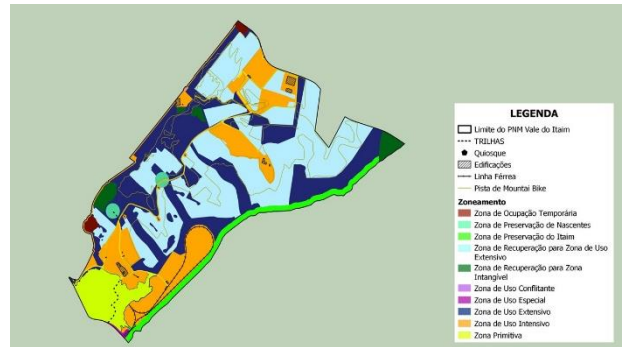 LEGENDA
Limite do PNM Vale do Itaim
TRILHAS
Quiosque
Edificações
Linha Férrea
Pista de Mountai Bike
Zoneamento
Zona de Ocupação Temporária
Zona de Preservação de Nascentes
Zona de Preservação do Itaim
Zona de Recuperação para Zona de Uso
Extensivo
Zona de Recuperação para Zona
Intangível
Zona de Uso Conflitante
Zona de Uso Especial
Zona de Uso Extensivo
Zona de Uso Intensivo
Zona Primitiva